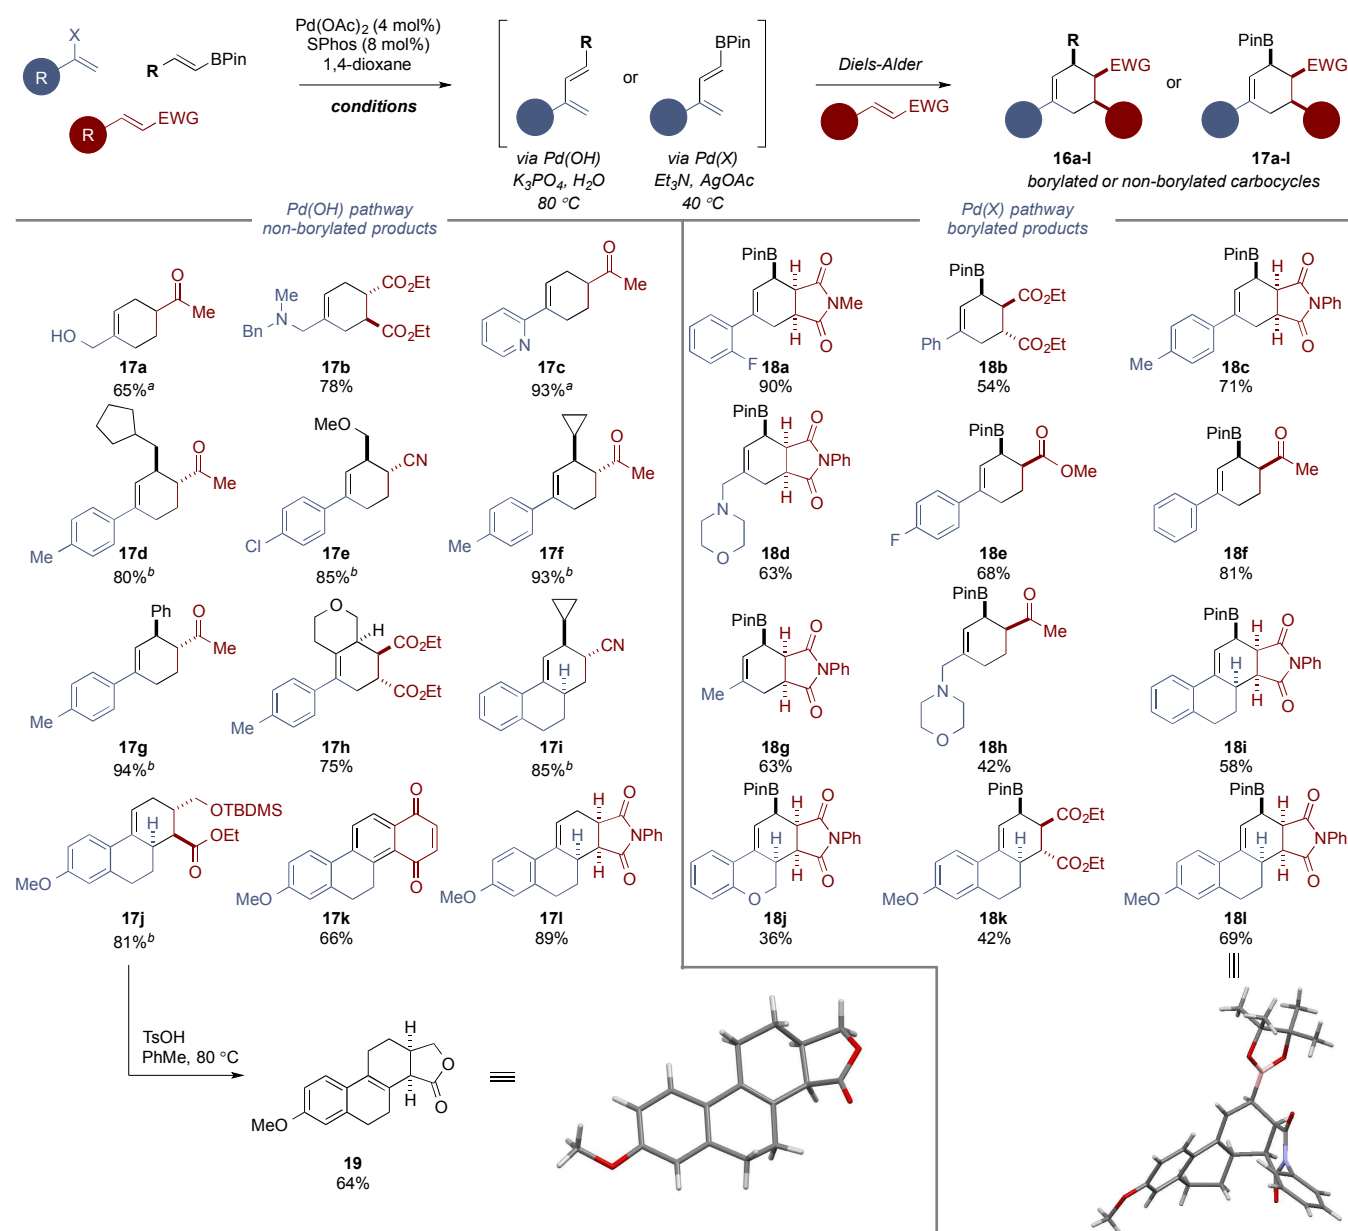 X
R
R
BPin
R
EWG
Pd(OAc)2 (4 mol%)
SPhos (8 mol%)
1,4-dioxane
conditions
R
or
BPin
via Pd(OH)
K3PO4, H2O
80 °C
via Pd(X)
Et3N, AgOAc
40 °C
Diels-Alder
EWG
R
EWG
or
PinB
EWG
16a-l
17a-l
borylated or non-borylated carbocycles
Pd(OH) pathway
non-borylated products
Pd(X) pathway
borylated products
HO
O
Me
17a
65%a
Me
N
Bn
CO2Et
CO2Et
17b
78%
N
O
Me
17c
93%a
PinB
H
H
O
NMe
O
F
18a
90%
PinB
CO2Et
CO2Et
Ph
18b
54%
PinB
H
H
O
NPh
O
Me
18c
71%
O
Me
Me
17d
80%b
MeO
CN
Cl
17e
85%b
O
Me
Me
17f
93%b
PinB
H
H
O
NPh
O
N
O
18d
63%
PinB
O
OMe
F
18e
68%
PinB
O
Me
18f
81%
Ph
O
Me
Me
17g
94%b
O
H
CO2Et
CO2Et
Me
17h
75%
CN
H
17i
85%b
PinB
H
H
O
NPh
O
Me
18g
63%
PinB
O
Me
N
O
18h
42%
PinB
H
H
H
O
NPh
O
18i
58%
OTBDMS
H
OEt
O
MeO
17j
81%b
O
O
MeO
17k
66%
H
H
H
O
NPh
O
MeO
17l
89%
PinB
H
H
H
O
NPh
O
O
18j
36%
PinB
CO2Et
H
CO2Et
MeO
18k
42%
PinB
H
H
H
O
NPh
O
MeO
18l
69%
TsOH
PhMe, 80 °C
H
H
O
O
MeO
19
64%